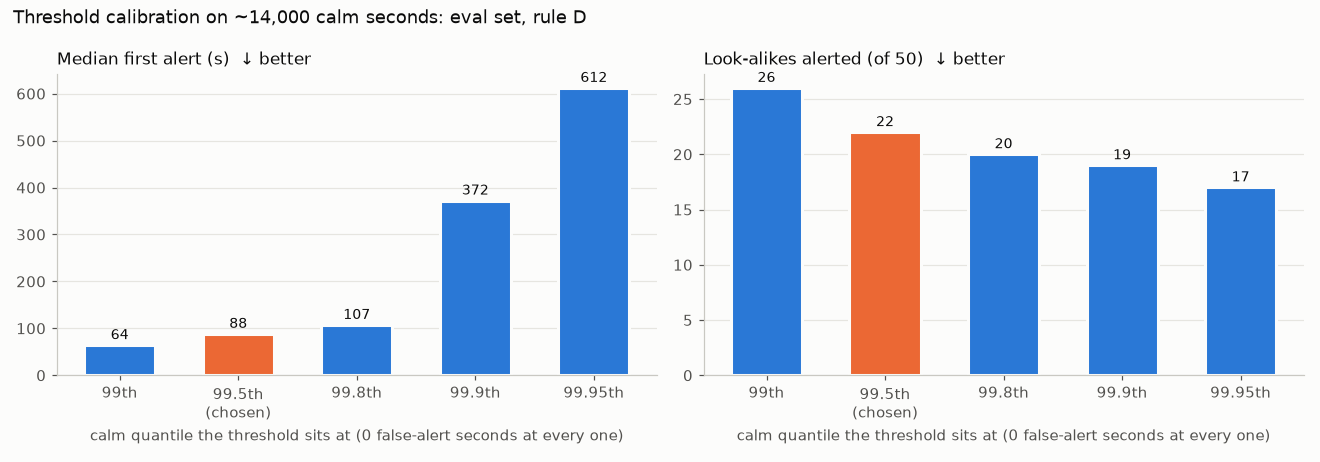 Threshold calibration on ~14,000 calm seconds: eval set, rule D
Median first alert (s) ↓ better
600
500
400
300
200
100
0
64
88
107
372
612
99th
99.5th
(chosen)
99.8th
99.9th
99.95th
calm quantile the threshold sits at (0 false-alert seconds at every one)
Look-alikes alerted (of 50) ↓ better
25
20
15
10
5
0
26
22
20
19
17
99th
99.5th
(chosen)
99.8th
99.9th
99.95th
calm quantile the threshold sits at (0 false-alert seconds at every one)